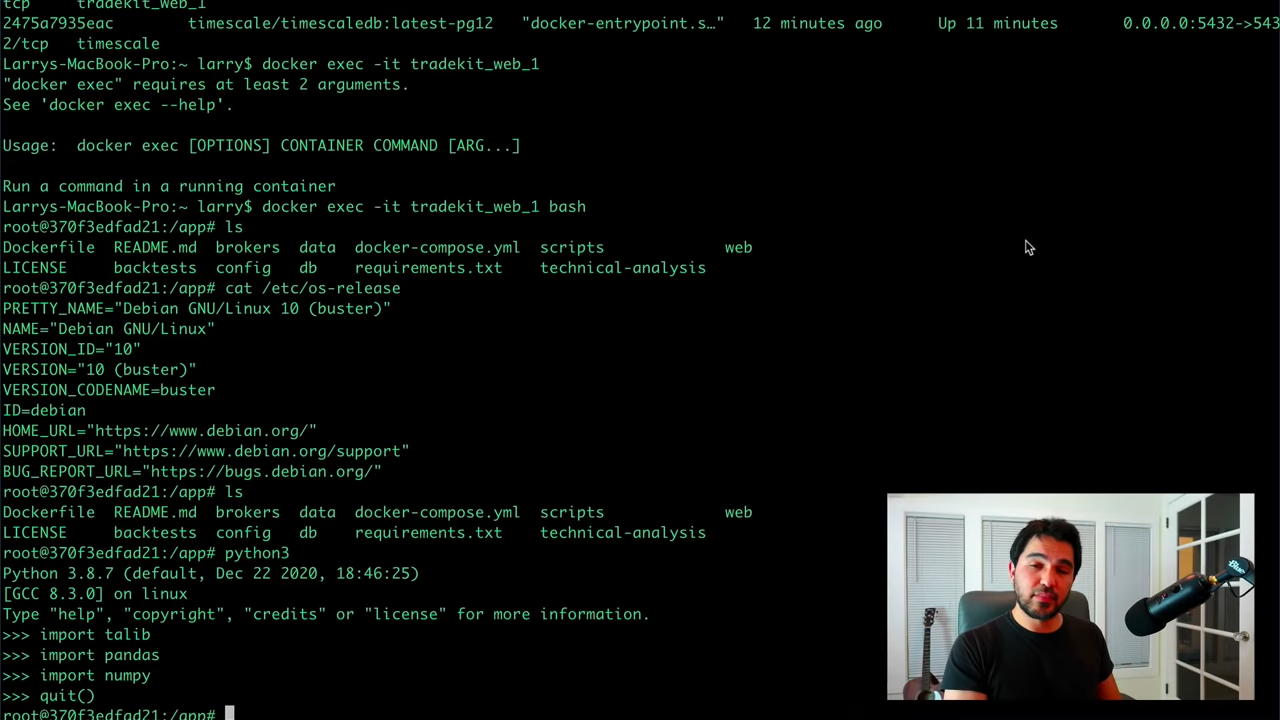 tcp      tradekit_web_1
2475a7935eac        timescale/timescaledb:latest-pg12   "docker-entrypoint.s…"   12 minutes ago      Up 11 minutes       0.0.0.0:5432->543
2/tcp   timescale
Larrys-MacBook-Pro:~ larry$ docker exec -it tradekit_web_1
"docker exec" requires at least 2 arguments.
See 'docker exec --help'.
Usage:  docker exec [OPTIONS] CONTAINER COMMAND [ARG...]
Run a command in a running container
Larrys-MacBook-Pro:~ larry$ docker exec -it tradekit_web_1 bash
root@370f3edfad21:/app# ls
Dockerfile  README.md  brokers  data  docker-compose.yml  scripts             web
LICENSE     backtests  config   db    requirements.txt    technical-analysis
root@370f3edfad21:/app# cat /etc/os-release
PRETTY_NAME="Debian GNU/Linux 10 (buster)"
NAME="Debian GNU/Linux"
VERSION_ID="10"
VERSION="10 (buster)"
VERSION_CODENAME=buster
ID=debian
HOME_URL="https://www.debian.org/"
SUPPORT_URL="https://www.debian.org/support"
BUG_REPORT_URL="https://bugs.debian.org/"
root@370f3edfad21:/app# ls
Dockerfile  README.md  brokers  data  docker-compose.yml  scripts             web
LICENSE     backtests  config   db    requirements.txt    technical-analysis
root@370f3edfad21:/app# python3
Python 3.8.7 (default, Dec 22 2020, 18:46:25)
[GCC 8.3.0] on linux
Type "help", "copyright", "credits" or "license" for more information.
>>> import talib
>>> import pandas
>>> import numpy
>>> quit()
root@370f3edfad21:/app#
Blue